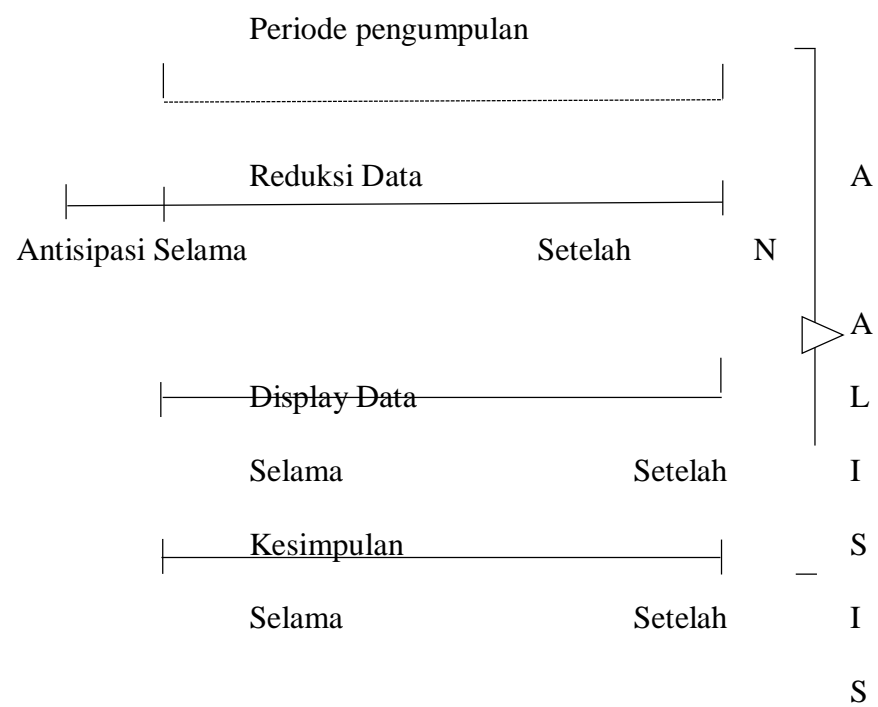 Periode pengumpulan
Reduksi Data A
Antisipasi Selama Setelah N
A
Display Data L
Selama Setelah I
Kesimpulan S
Selama Setelah I
S